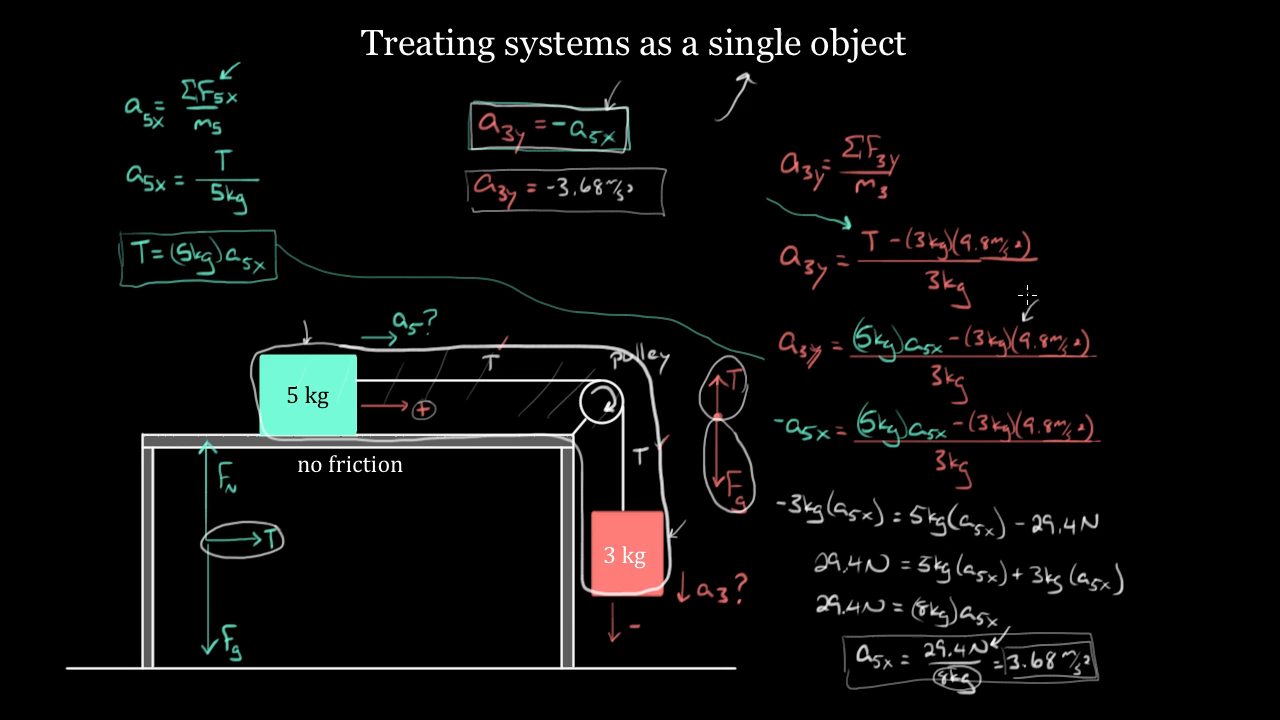 Treating systems as a single object
a5x = ΣF5x / m5
a5x = T / 5kg
T = (5kg) a5x
a3y = -a5x
a3y = -3.68 m/s²
a3y = ΣF3y / m3
a3y = T - (3kg)(9.8 m/s²) / 3kg
a3y = (5kg)a5x - (3kg)(9.8 m/s²) / 3kg
-a5x = (5kg)a5x - (3kg)(9.8 m/s²) / 3kg
-3kg(a5x) = 5kg(a5x) - 29.4N
29.4N = 5kg(a5x) + 3kg(a5x)
29.4N = (8kg)a5x
a5x = 29.4N / 8kg = 3.68 m/s²
a5?
T
pulley
5 kg
+
no friction
T
3 kg
a3?
-
FN
T
Fg
T
Fg